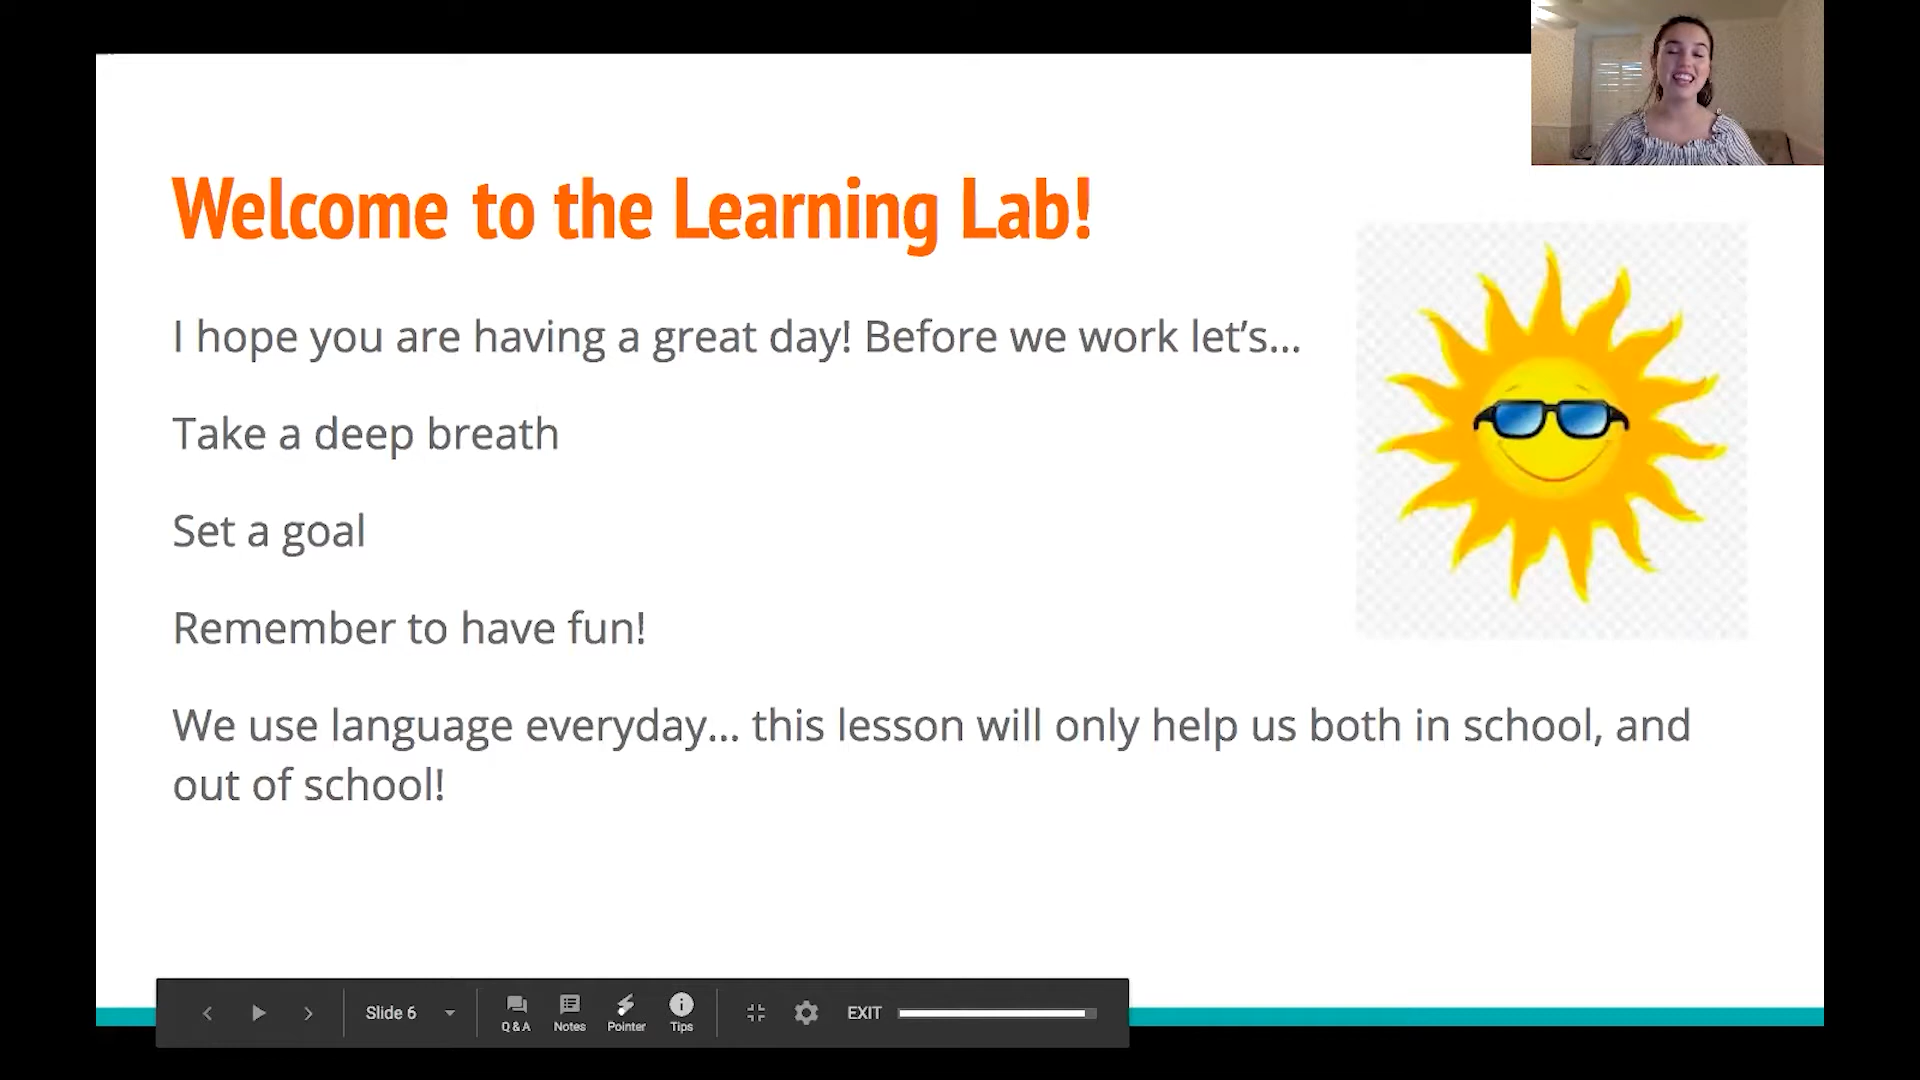 Welcome to the Learning Lab!
I hope you are having a great day! Before we work let’s...
Take a deep breath
Set a goal
Remember to have fun!
We use language everyday... this lesson will only help us both in school, and
out of school!
Slide 6
Q & A
Notes
Pointer
Tips
EXIT